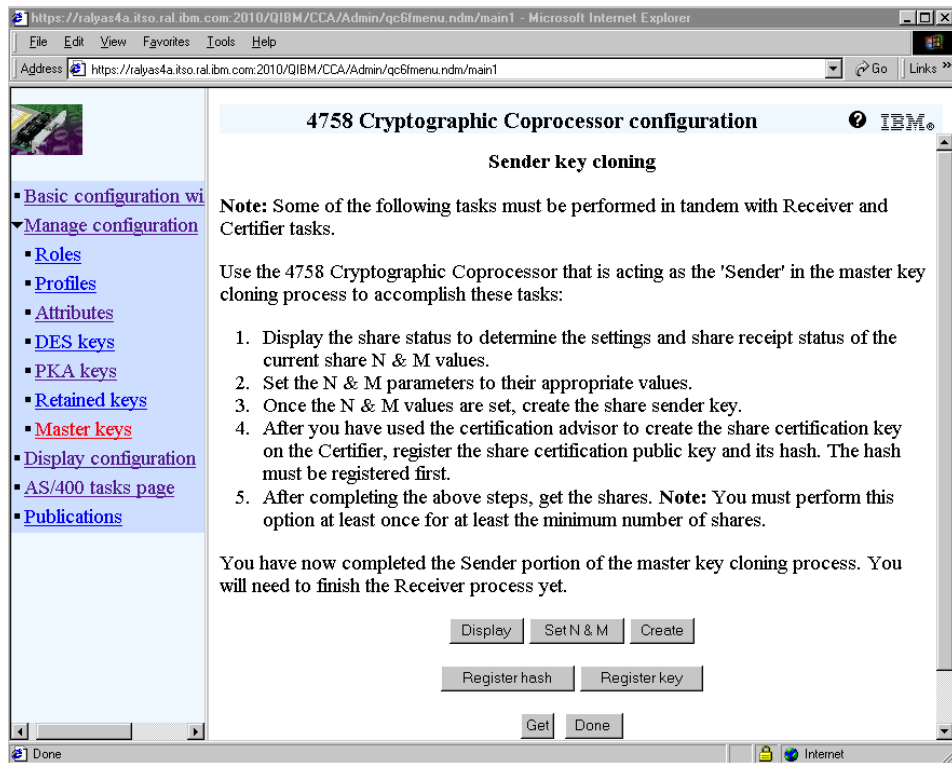 https://ralyas4a.itso.ral.ibm.com:2010/QIBM/CCA/Admin/qc6fmenu.ndm/main1 - Microsoft Internet Explorer
File Edit View Favorites Tools Help
Address https://ralyas4a.itso.ral.ibm.com:2010/QIBM/CCA/Admin/qc6fmenu.ndm/main1 Go Links »
Basic configuration wi
Manage configuration
Roles
Profiles
Attributes
DES keys
PKA keys
Retained keys
Master keys
Display configuration
AS/400 tasks page
Publications
4758 Cryptographic Coprocessor configuration ? IBM®
Sender key cloning
Note: Some of the following tasks must be performed in tandem with Receiver and
Certifier tasks.
Use the 4758 Cryptographic Coprocessor that is acting as the 'Sender' in the master key
cloning process to accomplish these tasks:
1. Display the share status to determine the settings and share receipt status of the
current share N & M values.
2. Set the N & M parameters to their appropriate values.
3. Once the N & M values are set, create the share sender key.
4. After you have used the certification advisor to create the share certification key
on the Certifier, register the share certification public key and its hash. The hash
must be registered first.
5. After completing the above steps, get the shares. Note: You must perform this
option at least once for at least the minimum number of shares.
You have now completed the Sender portion of the master key cloning process. You
will need to finish the Receiver process yet.
Display Set N & M Create
Register hash Register key
Get Done
Done Internet